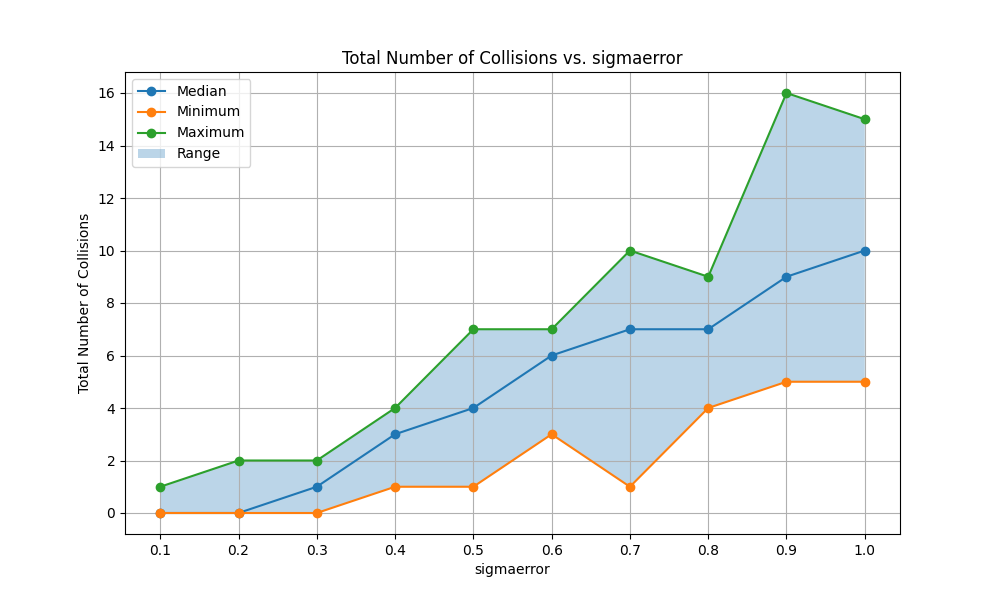 Total Number of Collisions vs. sigmaerror
Median
Minimum
Maximum
Range
Total Number of Collisions
16
14
12
10
8
6
4
2
0
0.1 0.2 0.3 0.4 0.5 0.6 0.7 0.8 0.9 1.0
sigmaerror